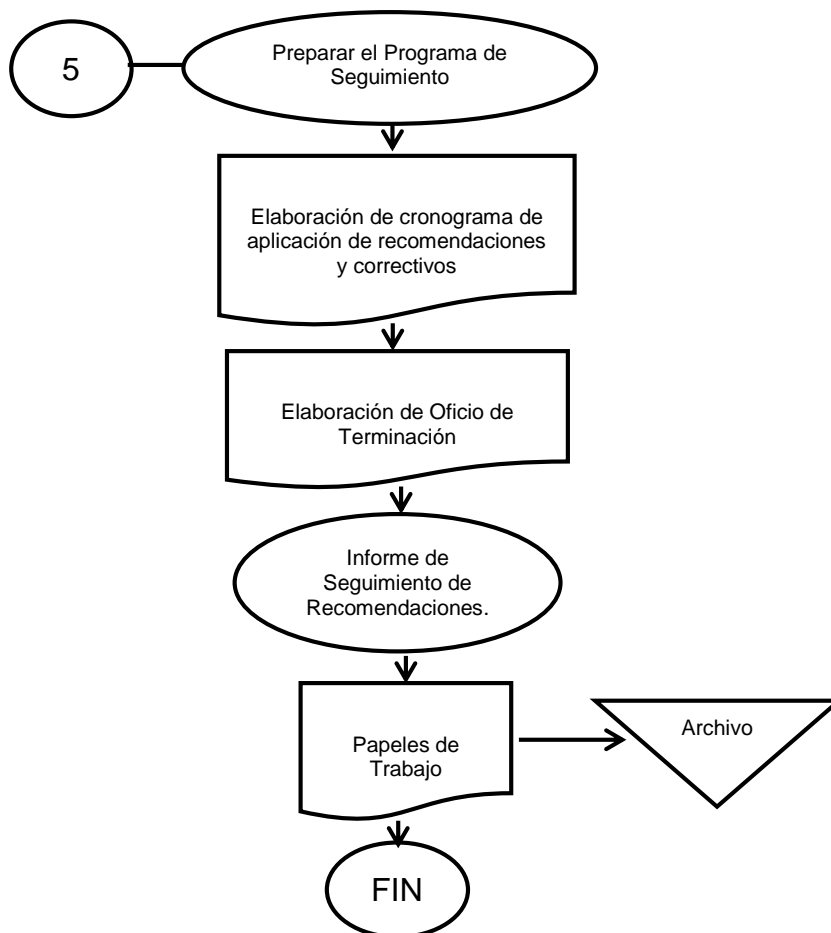 5
Preparar el Programa de
Seguimiento
Elaboración de cronograma de
aplicación de recomendaciones
y correctivos
Elaboración de Oficio de
Terminación
Informe de
Seguimiento de
Recomendaciones.
Papeles de
Trabajo
Archivo
FIN